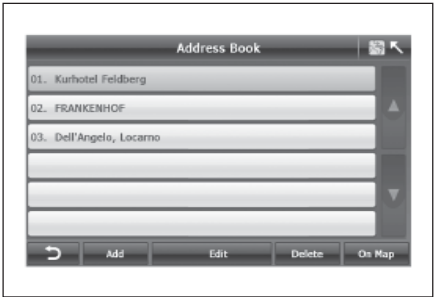 Address Book
01. Kurhotel Feldberg
02. FRANKENHOF
03. Dell'Angelo, Locarno
Add Edit Delete On Map